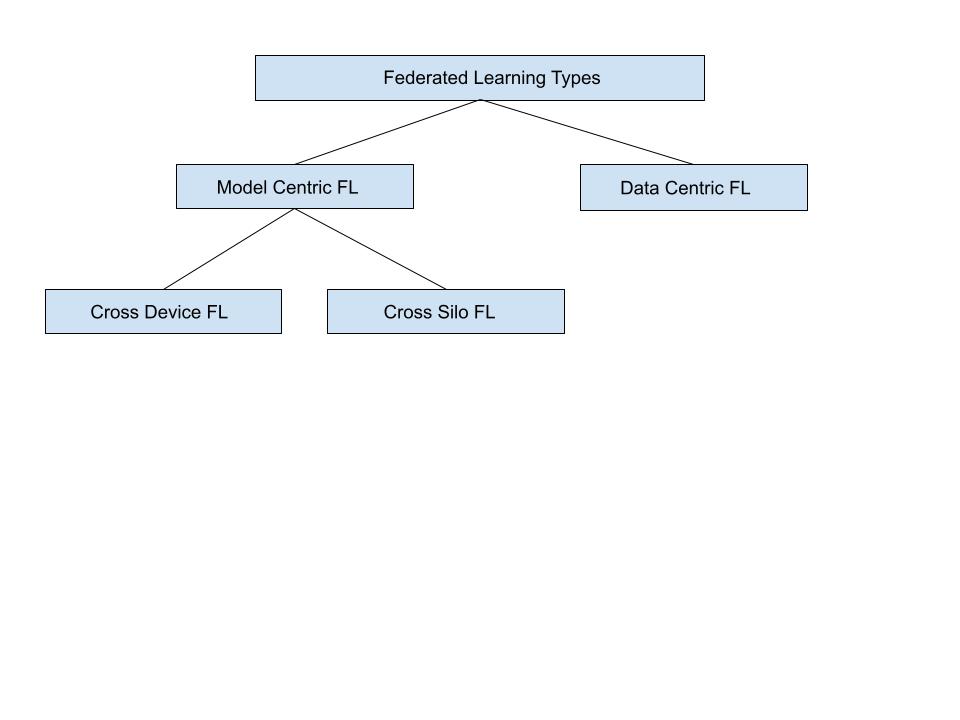 Federated Learning Types
Model Centric FL
Data Centric FL
Cross Device FL
Cross Silo FL